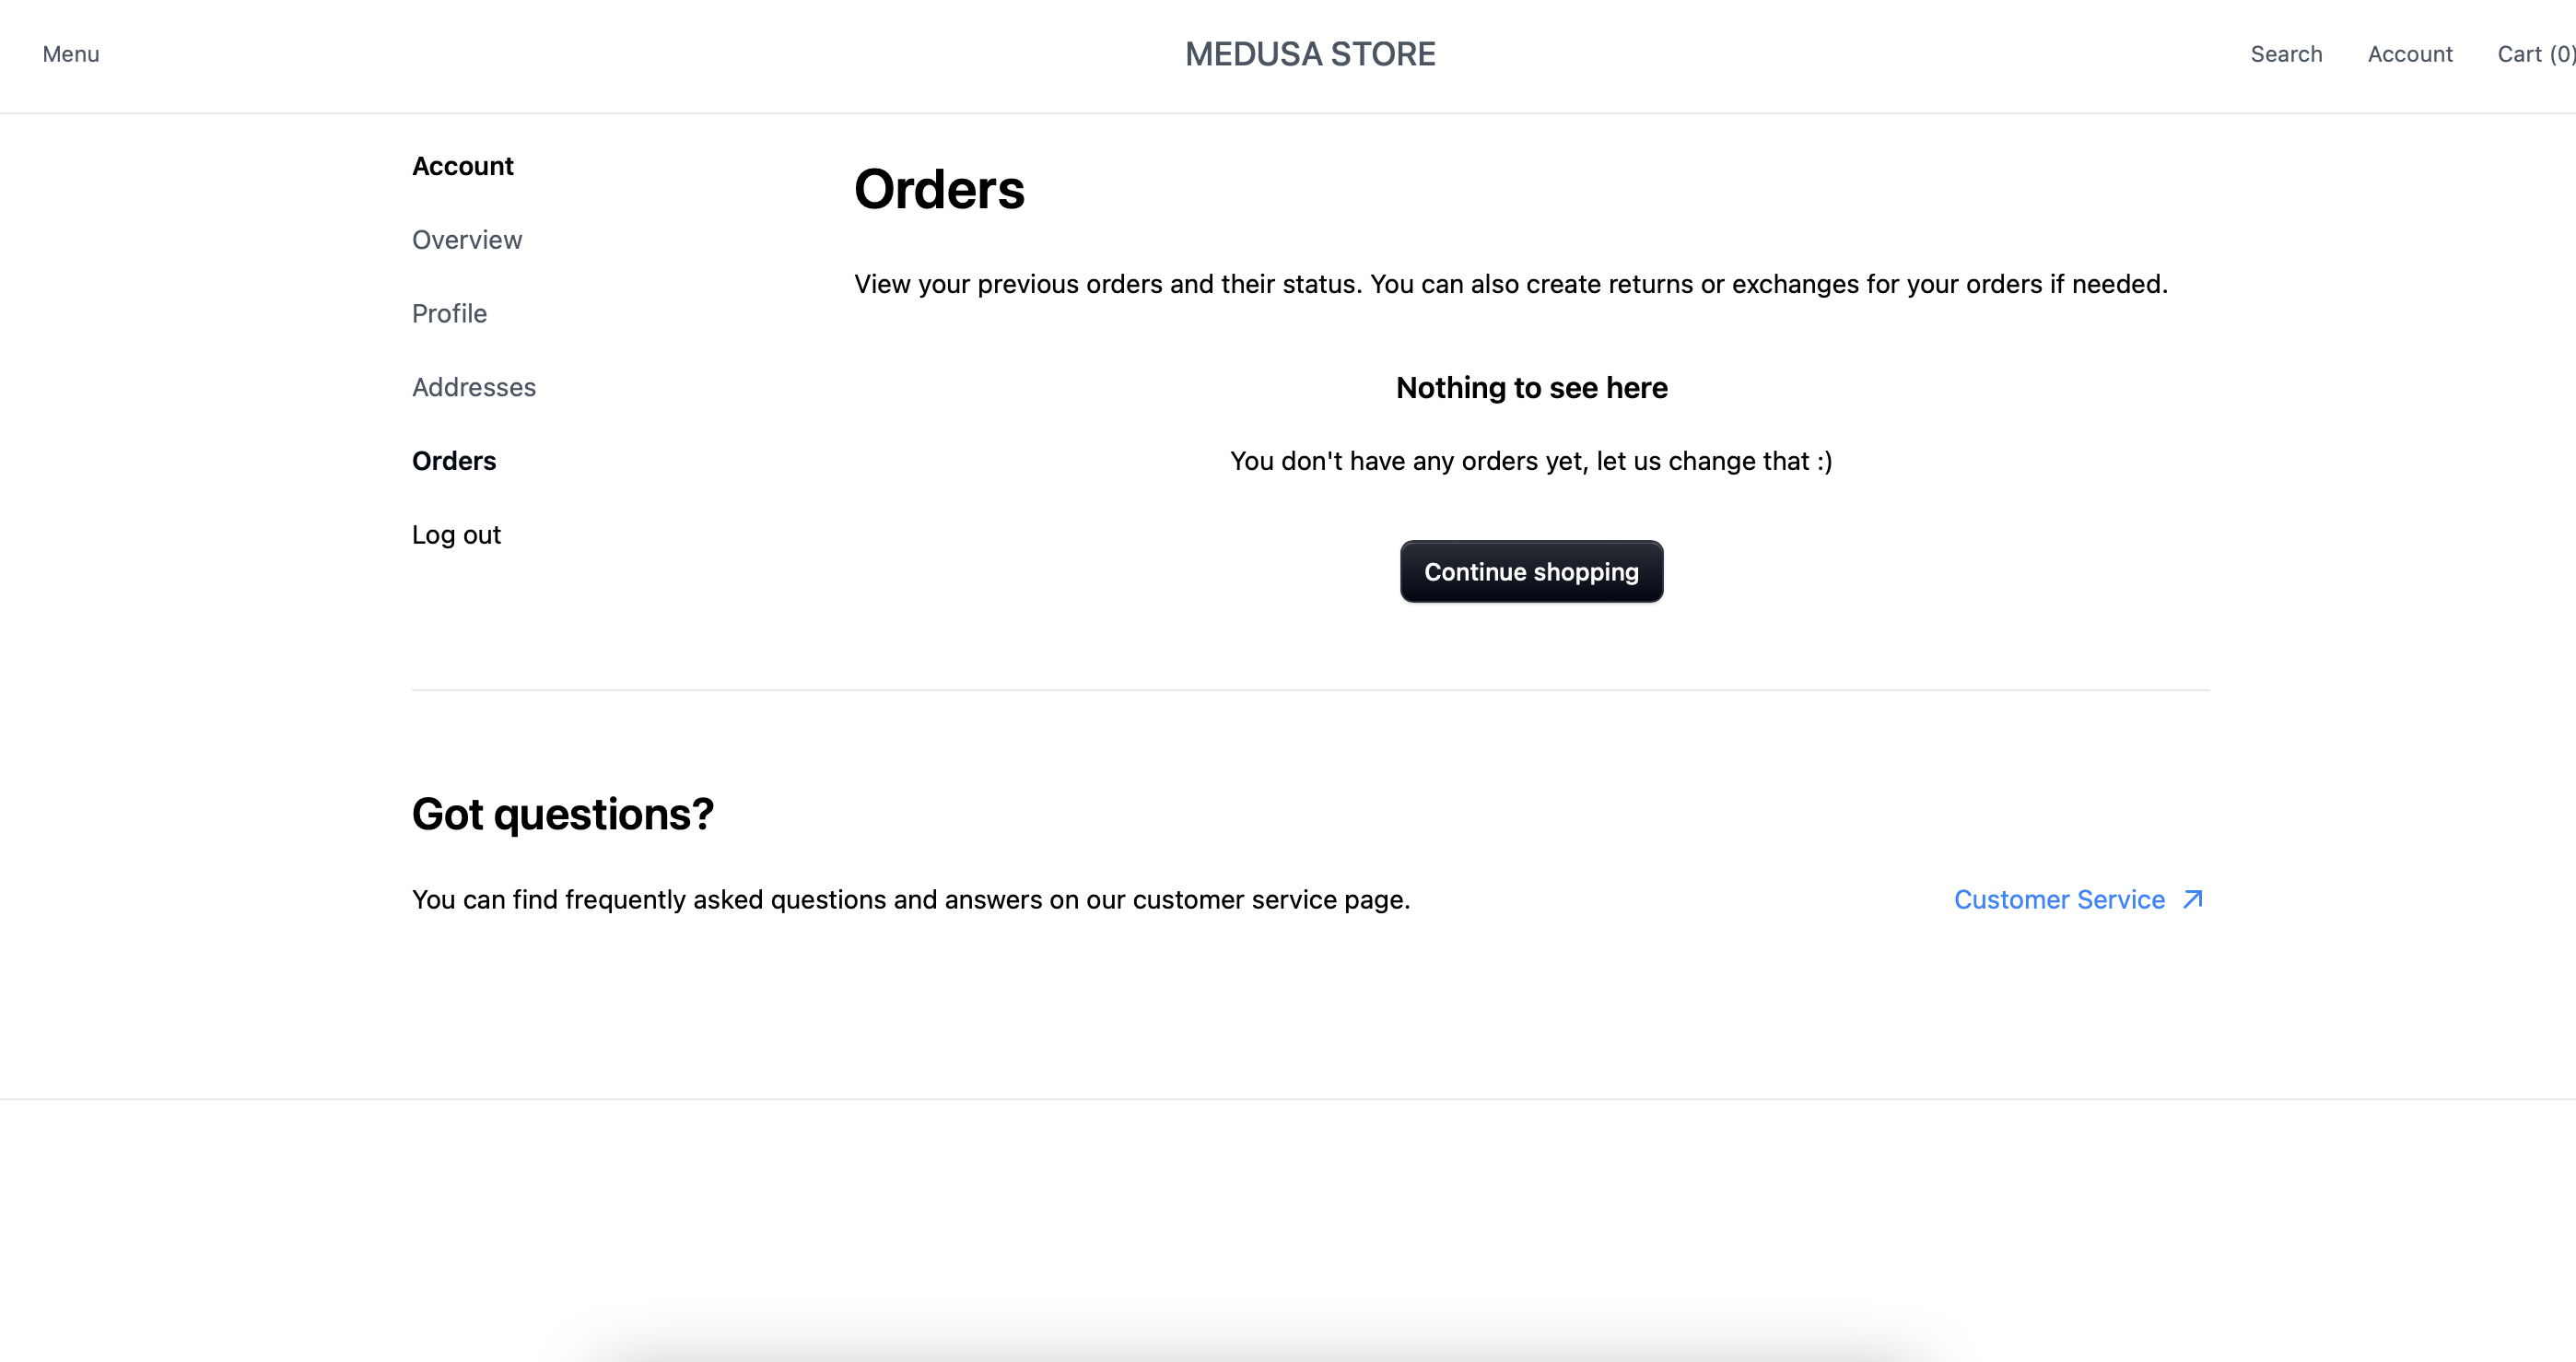 Menu
MEDUSA STORE
Search
Account
Cart (0)
Account
Overview
Profile
Addresses
Orders
Log out
Orders
View your previous orders and their status. You can also create returns or exchanges for your orders if needed.
Nothing to see here
You don't have any orders yet, let us change that :)
Continue shopping
Got questions?
You can find frequently asked questions and answers on our customer service page.
Customer Service